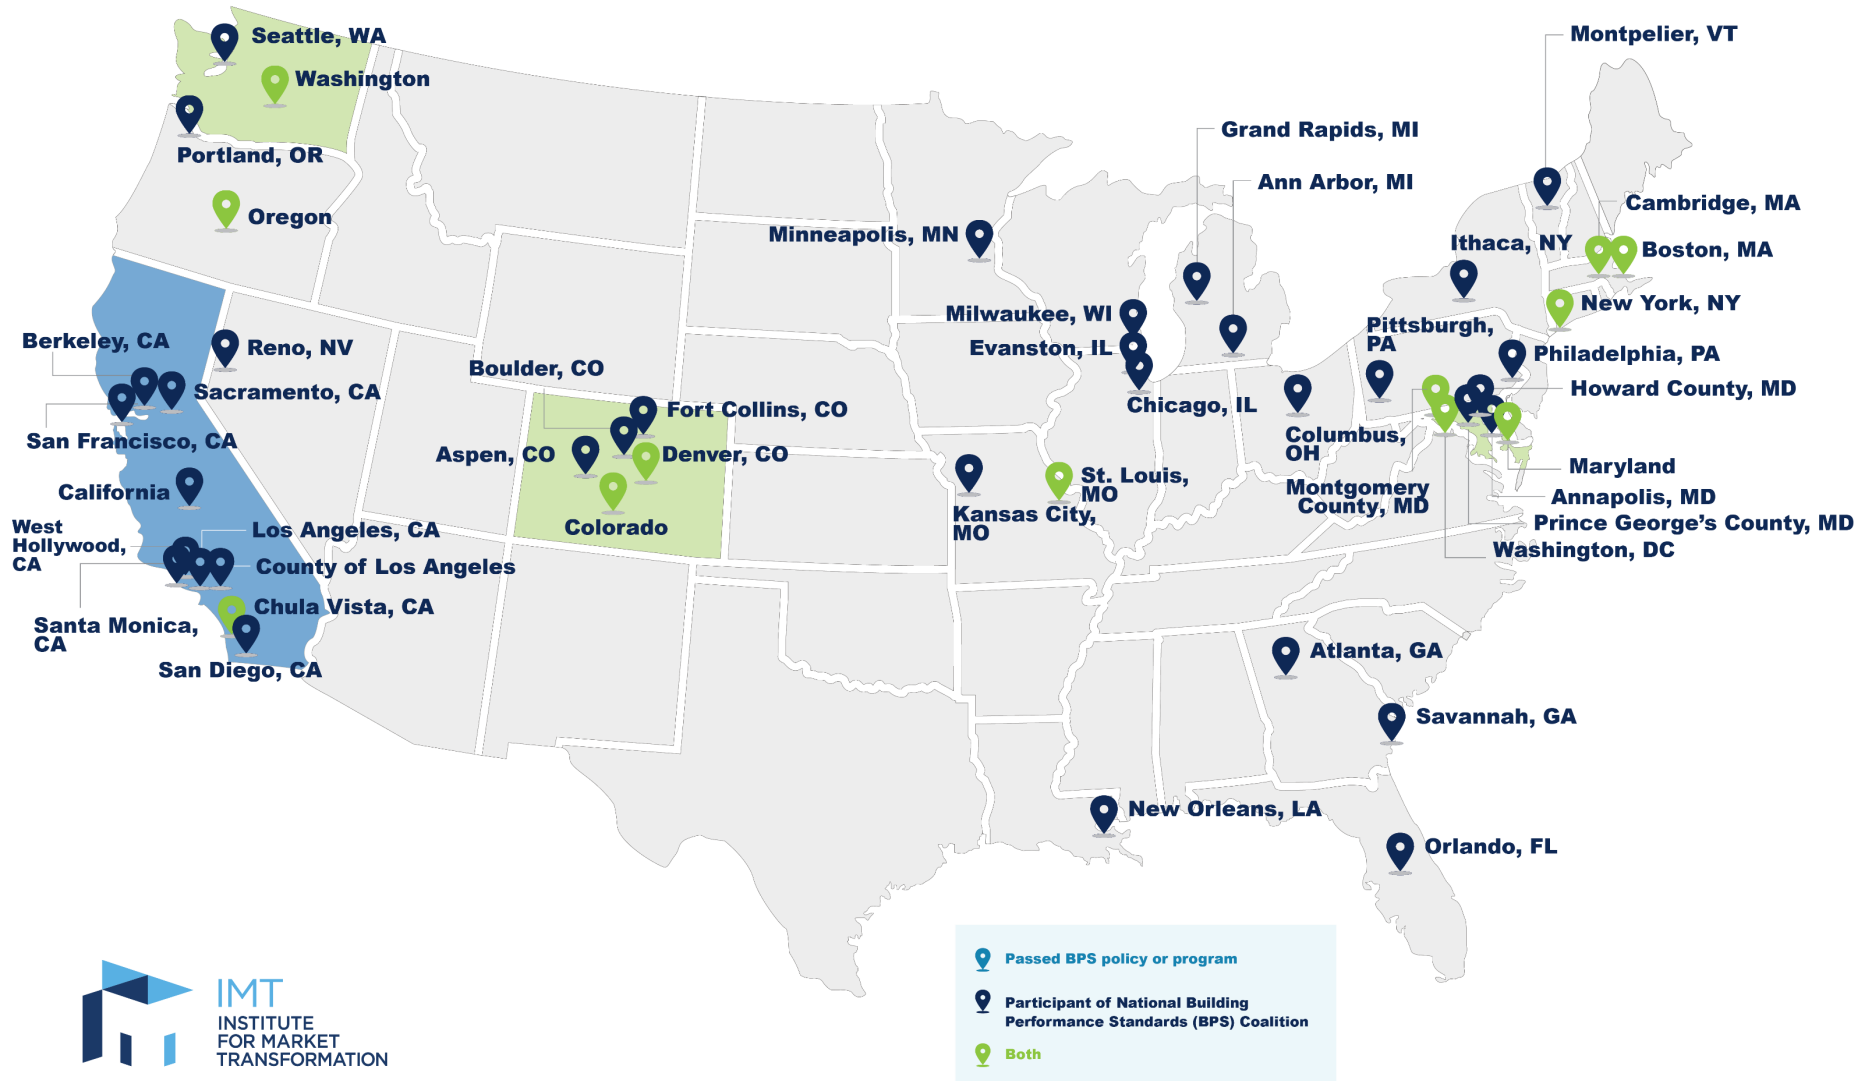 Seattle, WA
Washington
Portland, OR
Oregon
Berkeley, CA
Reno, NV
Sacramento, CA
San Francisco, CA
California
West
Hollywood,
CA
Los Angeles, CA
County of Los Angeles
Chula Vista, CA
Santa Monica,
CA
San Diego, CA
Boulder, CO
Fort Collins, CO
Aspen, CO
Denver, CO
Colorado
Minneapolis, MN
Milwaukee, WI
Evanston, IL
Chicago, IL
Grand Rapids, MI
Ann Arbor, MI
Kansas City,
MO
St. Louis,
MO
Columbus,
OH
Montpelier, VT
Cambridge, MA
Ithaca, NY
Boston, MA
New York, NY
Pittsburgh,
PA
Philadelphia, PA
Howard County, MD
Montgomery
County, MD
Maryland
Annapolis, MD
Prince George's County, MD
Washington, DC
Atlanta, GA
Savannah, GA
New Orleans, LA
Orlando, FL
Passed BPS policy or program
Participant of National Building
Performance Standards (BPS) Coalition
Both
IMT
INSTITUTE
FOR MARKET
TRANSFORMATION